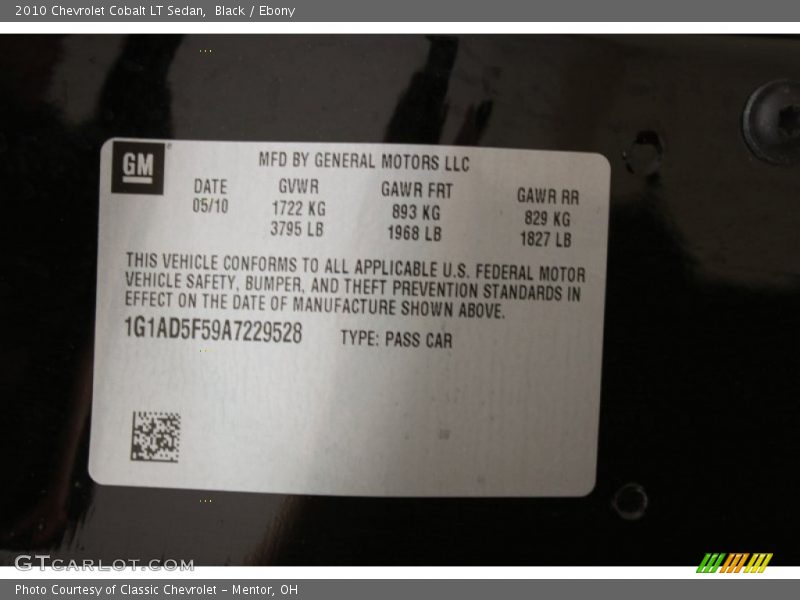 2010 Chevrolet Cobalt LT Sedan, Black / Ebony
GM
MFD BY GENERAL MOTORS LLC
DATE GVWR GAWR FRT GAWR RR
05/10 1722 KG 893 KG 829 KG
3795 LB 1968 LB 1827 LB
THIS VEHICLE CONFORMS TO ALL APPLICABLE U.S. FEDERAL MOTOR
VEHICLE SAFETY, BUMPER, AND THEFT PREVENTION STANDARDS IN
EFFECT ON THE DATE OF MANUFACTURE SHOWN ABOVE.
1G1AD5F59A7229528 TYPE: PASS CAR
GTCARLOT.COM
Photo Courtesy of Classic Chevrolet - Mentor, OH